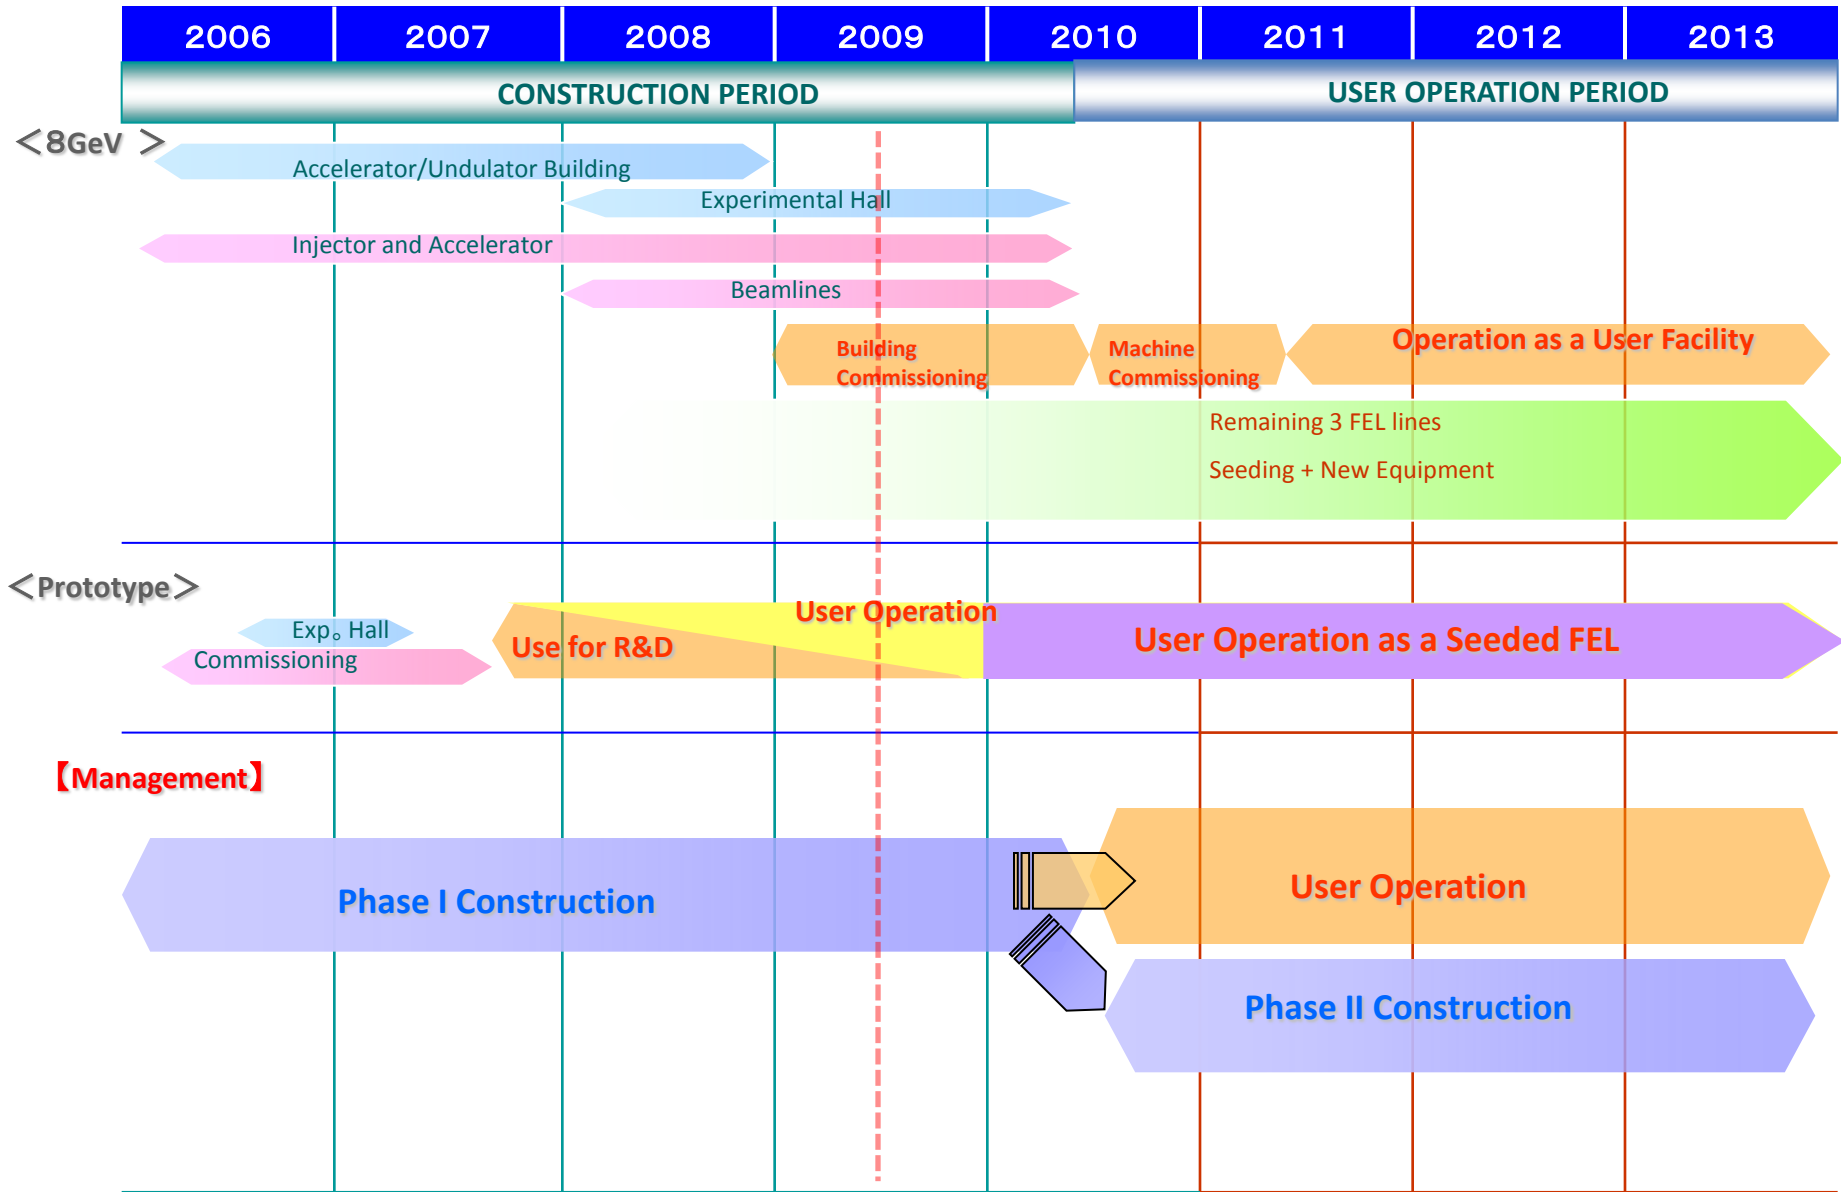 2006 2007 2008 2009 2010 2011 2012 2013
CONSTRUCTION PERIOD USER OPERATION PERIOD
<8GeV >
Accelerator/Undulator Building
Experimental Hall
Injector and Accelerator
Beamlines
Building
Commissioning
Machine
Commissioning
Operation as a User Facility
Remaining 3 FEL lines
Seeding + New Equipment
<Prototype>
Exp。Hall
Commissioning
Use for R&D
User Operation
User Operation as a Seeded FEL
【Management】
Phase I Construction
User Operation
Phase II Construction